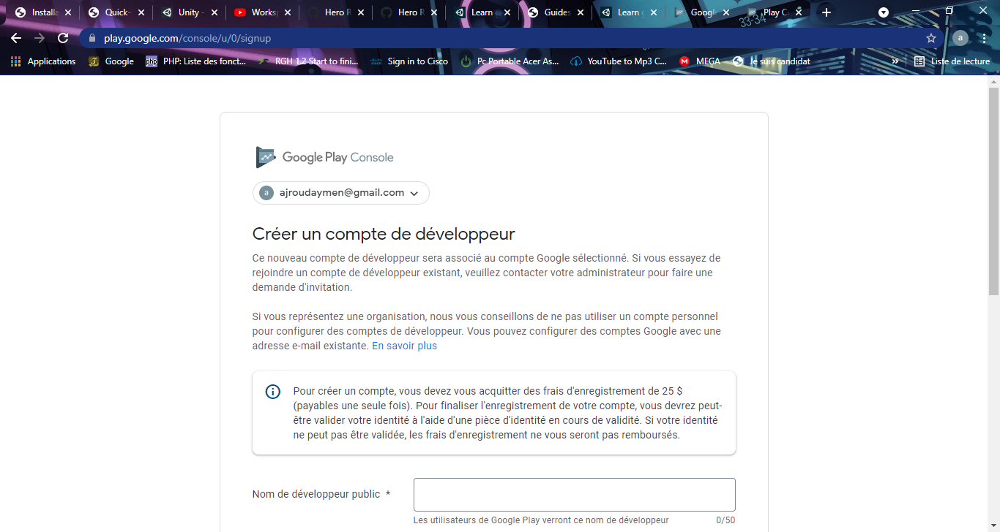 Installa
Quick-
Unity -
Works
Hero R
Hero R
Learn
Guides
Learn g
Googl
Play C
play.google.com/console/u/0/signup
a
Applications
Google
PHP: Liste des fonct...
RGH 1.2 Start to fini...
Sign in to Cisco
Pc Portable Acer As...
YouTube to Mp3 C...
MEGA
Je suis candidat
»
Liste de lecture
33-34
Google Play Console
a
ajroudaymen@gmail.com
Créer un compte de développeur
Ce nouveau compte de développeur sera associé au compte Google sélectionné. Si vous essayez de
rejoindre un compte de développeur existant, veuillez contacter votre administrateur pour faire une
demande d'invitation.
Si vous représentez une organisation, nous vous conseillons de ne pas utiliser un compte personnel
pour configurer des comptes de développeur. Vous pouvez configurer des comptes Google avec une
adresse e-mail existante. En savoir plus
Pour créer un compte, vous devez vous acquitter des frais d'enregistrement de 25 $
(payables une seule fois). Pour finaliser l'enregistrement de votre compte, vous devrez peut-
être valider votre identité à l'aide d'une pièce d'identité en cours de validité. Si votre identité
ne peut pas être validée, les frais d'enregistrement ne vous seront pas remboursés.
Nom de développeur public *
Les utilisateurs de Google Play verront ce nom de développeur
0/50